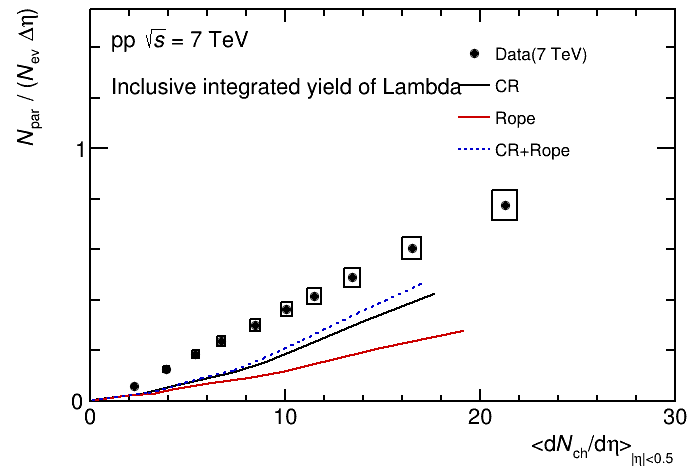 N_par / (N_ev Δη)
pp √s = 7 TeV
Inclusive integrated yield of Lambda
Data(7 TeV)
CR
Rope
CR+Rope
1
0
0 10 20 30
<dN_ch/dη>_|η|<0.5